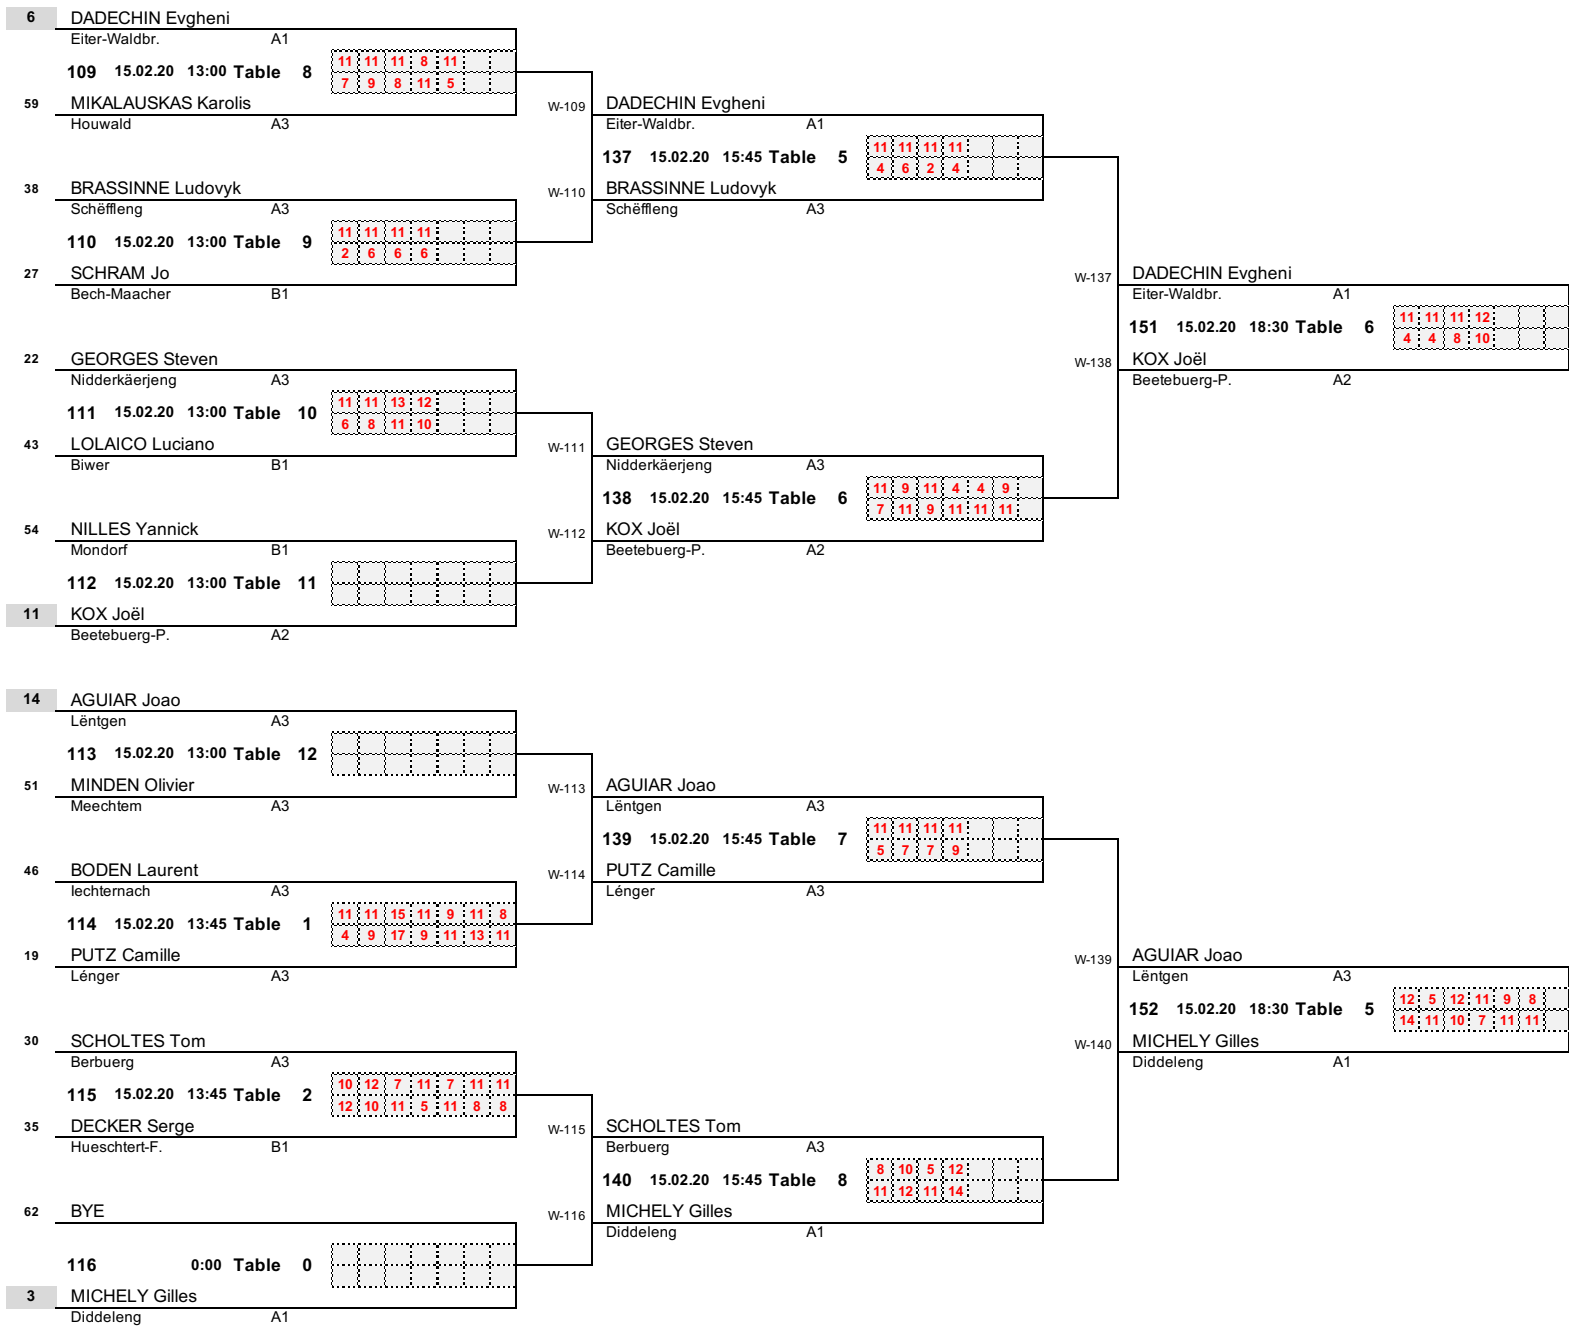 6 DADECHIN Evgheni
Eiter-Waldbr. A1
109 15.02.20 13:00 Table 8
11 11 11 8 11
7 9 8 11 5
59 MIKALAUSKAS Karolis
Houwald A3
38 BRASSINNE Ludovyk
Schëffleng A3
110 15.02.20 13:00 Table 9
11 11 11 11
2 6 6 6
27 SCHRAM Jo
Bech-Maacher B1
22 GEORGES Steven
Nidderkäerjeng A3
111 15.02.20 13:00 Table 10
11 11 13 12
6 8 11 10
43 LOLAICO Luciano
Biwer B1
54 NILLES Yannick
Mondorf B1
112 15.02.20 13:00 Table 11
11 KOX Joël
Beetebuerg-P. A2
14 AGUIAR Joao
Lëntgen A3
113 15.02.20 13:00 Table 12
51 MINDEN Olivier
Meechtem A3
46 BODEN Laurent
Iechternach A3
114 15.02.20 13:45 Table 1
11 11 15 11 9 11 8
4 9 17 9 11 13 11
19 PUTZ Camille
Lénger A3
30 SCHOLTES Tom
Berbuerg A3
115 15.02.20 13:45 Table 2
10 12 7 11 7 11 11
12 10 11 5 11 8 8
35 DECKER Serge
Hueschtert-F. B1
62 BYE
116 0:00 Table 0
3 MICHELY Gilles
Diddeleng A1
W-109 DADECHIN Evgheni
Eiter-Waldbr. A1
137 15.02.20 15:45 Table 5
11 11 11 11
4 6 2 4
W-110 BRASSINNE Ludovyk
Schëffleng A3
W-111 GEORGES Steven
Nidderkäerjeng A3
138 15.02.20 15:45 Table 6
11 9 11 4 4 9
7 11 9 11 11 11
W-112 KOX Joël
Beetebuerg-P. A2
W-113 AGUIAR Joao
Lëntgen A3
139 15.02.20 15:45 Table 7
11 11 11 11
5 7 7 9
W-114 PUTZ Camille
Lénger A3
W-115 SCHOLTES Tom
Berbuerg A3
140 15.02.20 15:45 Table 8
8 10 5 12
11 12 11 14
W-116 MICHELY Gilles
Diddeleng A1
W-137 DADECHIN Evgheni
Eiter-Waldbr. A1
151 15.02.20 18:30 Table 6
11 11 11 12
4 4 8 10
W-138 KOX Joël
Beetebuerg-P. A2
W-139 AGUIAR Joao
Lëntgen A3
152 15.02.20 18:30 Table 5
12 5 12 11 9 8
14 11 10 7 11 11
W-140 MICHELY Gilles
Diddeleng A1